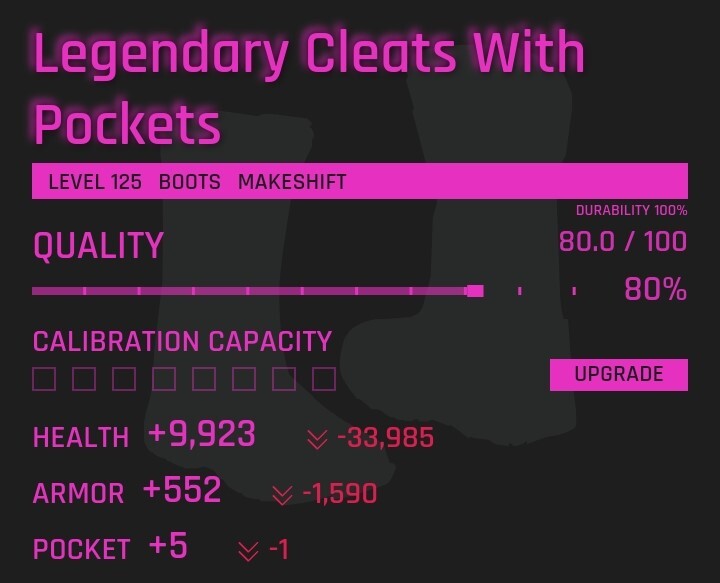 Legendary Cleats With
Pockets
LEVEL 125 BOOTS MAKESHIFT
DURABILITY 100%
QUALITY 80.0 / 100
80%
CALIBRATION CAPACITY
UPGRADE
HEALTH +9,923 -33,985
ARMOR +552 -1,590
POCKET +5 -1